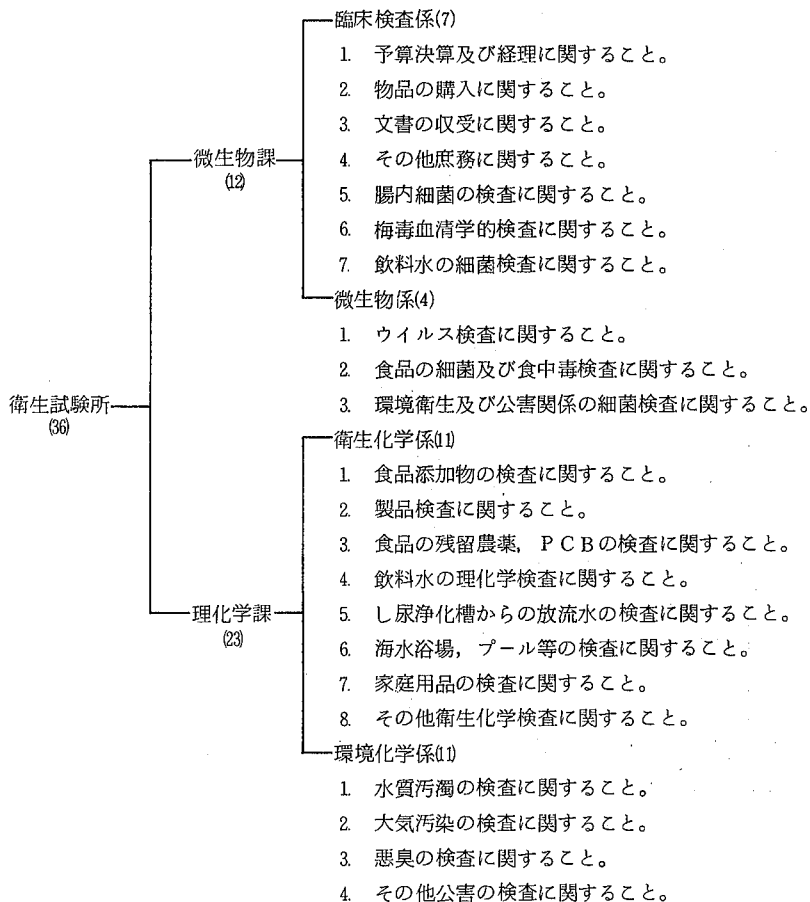 臨床検査係(7)
1. 予算決算及び経理に関すること。
2. 物品の購入に関すること。
3. 文書の収受に関すること。
微生物課
(12)
4. その他庶務に関すること。
5. 腸内細菌の検査に関すること。
6. 梅毒血清学的検査に関すること。
7. 飲料水の細菌検査に関すること。
微生物係(4)
1. ウイルス検査に関すること。
2. 食品の細菌及び食中毒検査に関すること。
3. 環境衛生及び公害関係の細菌検査に関すること。
衛生試験所
(36)
衛生化学係(11)
1. 食品添加物の検査に関すること。
2. 製品検査に関すること。
3. 食品の残留農薬，ＰＣＢの検査に関すること。
4. 飲料水の理化学検査に関すること。
理化学課
(23)
5. し尿浄化槽からの放流水の検査に関すること。
6. 海水浴場，プール等の検査に関すること。
7. 家庭用品の検査に関すること。
8. その他衛生化学検査に関すること。
環境化学係(11)
1. 水質汚濁の検査に関すること。
2. 大気汚染の検査に関すること。
3. 悪臭の検査に関すること。
4. その他公害の検査に関すること。